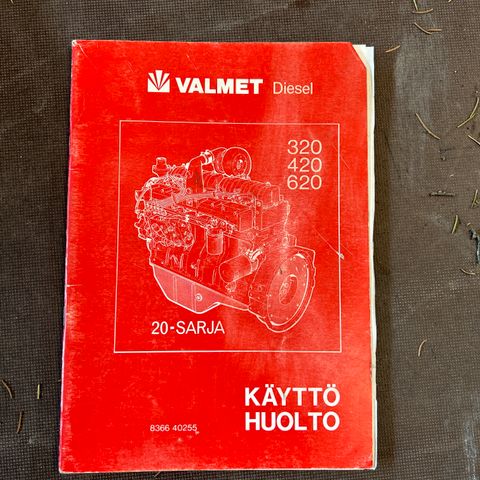 VALMET Diesel
320
420
620
20-SARJA
KÄYTTÖ
HUOLTO
8366 40255